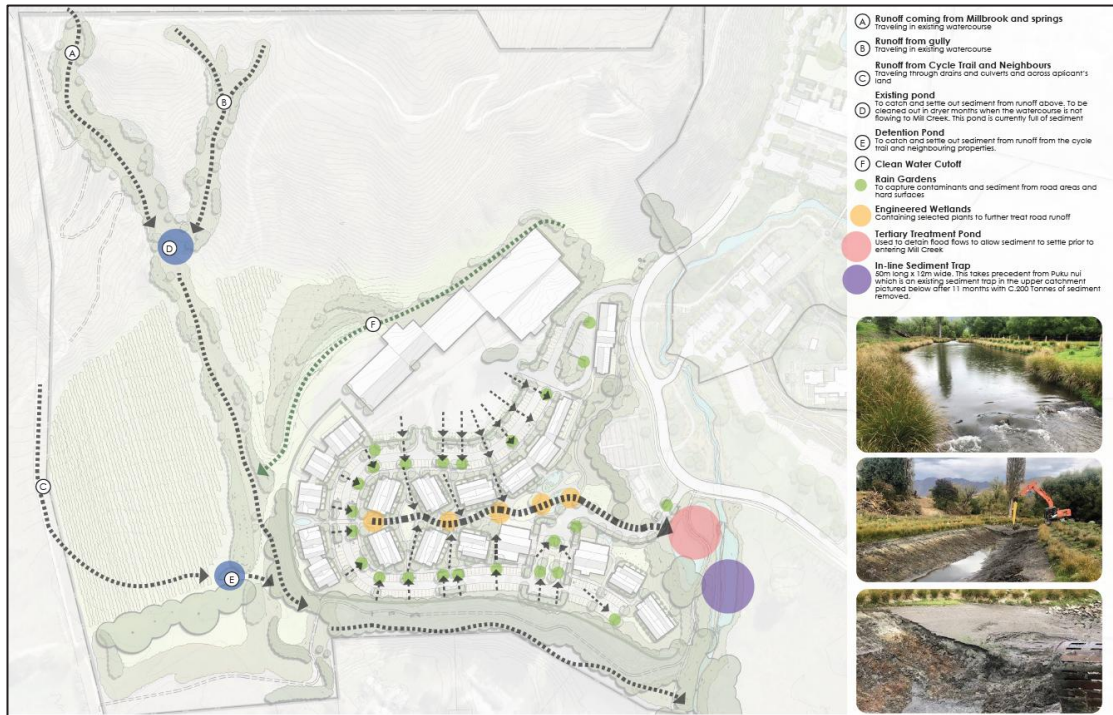 A
Runoff coming from Millbrook and springs
Traveling in existing watercourse
B
Runoff from gully
Traveling in existing watercourse
C
Runoff from Cycle Trail and Neighbours
Traveling through drains and culverts and across aplicant's
land
D
Existing pond
To catch and settle out sediment from runoff above. To be
cleaned out in dryer months when the watercourse is not
flowing to Mill Creek. This pond is currently full of sediment
E
Detention Pond
To catch and settle out sediment from runoff from the cycle
trail and neighbouring properties.
F
Clean Water Cutoff
Rain Gardens
To capture contaminants and sediment from road areas and
hard surfaces
Engineered Wetlands
Containing selected plants to further treat road runoff
Tertiary Treatment Pond
Used to detain flood flows to allow sediment to settle prior to
entering Mill Creek
In-line Sediment Trap
50m long x 12m wide. This takes precedent from Puku nui
which is an existing sediment trap in the upper catchment
pictured below after 11 months with C.200 Tonnes of sediment
removed.
A
B
D
F
C
E